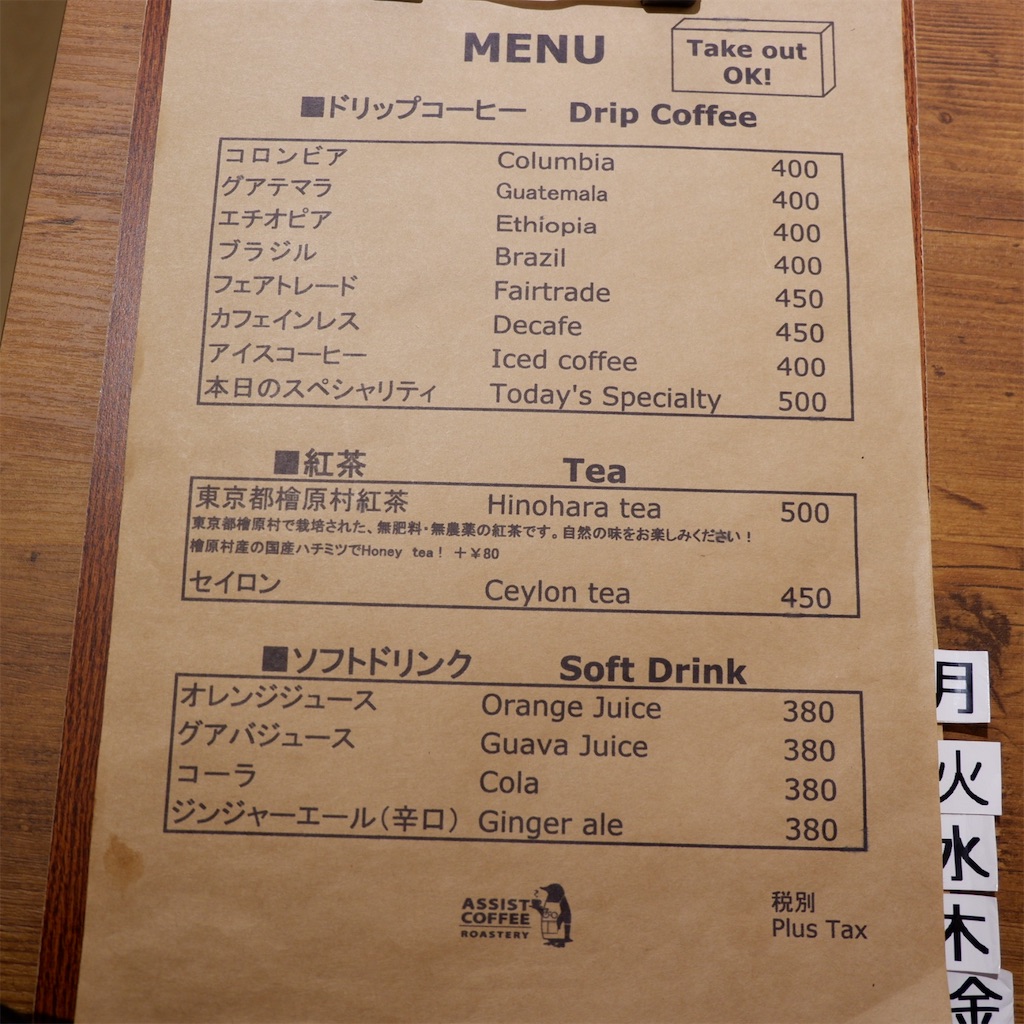 MENU
Take out
OK!
■ドリップコーヒー Drip Coffee
コロンビア Columbia 400
グアテマラ Guatemala 400
エチオピア Ethiopia 400
ブラジル Brazil 400
フェアトレード Fairtrade 450
カフェインレス Decafe 450
アイスコーヒー Iced coffee 400
本日のスペシャリティ Today's Specialty 500
■紅茶 Tea
東京都檜原村紅茶 Hinohara tea 500
東京都檜原村で栽培された、無肥料・無農薬の紅茶です。自然の味をお楽しみください！
檜原村産の国産ハチミツでHoney tea！ ＋￥80
セイロン Ceylon tea 450
■ソフトドリンク Soft Drink
オレンジジュース Orange Juice 380
グアバジュース Guava Juice 380
コーラ Cola 380
ジンジャーエール（辛口） Ginger ale 380
ASSIST
COFFEE
ROASTERY
税別
Plus Tax
月
火
水
木
金